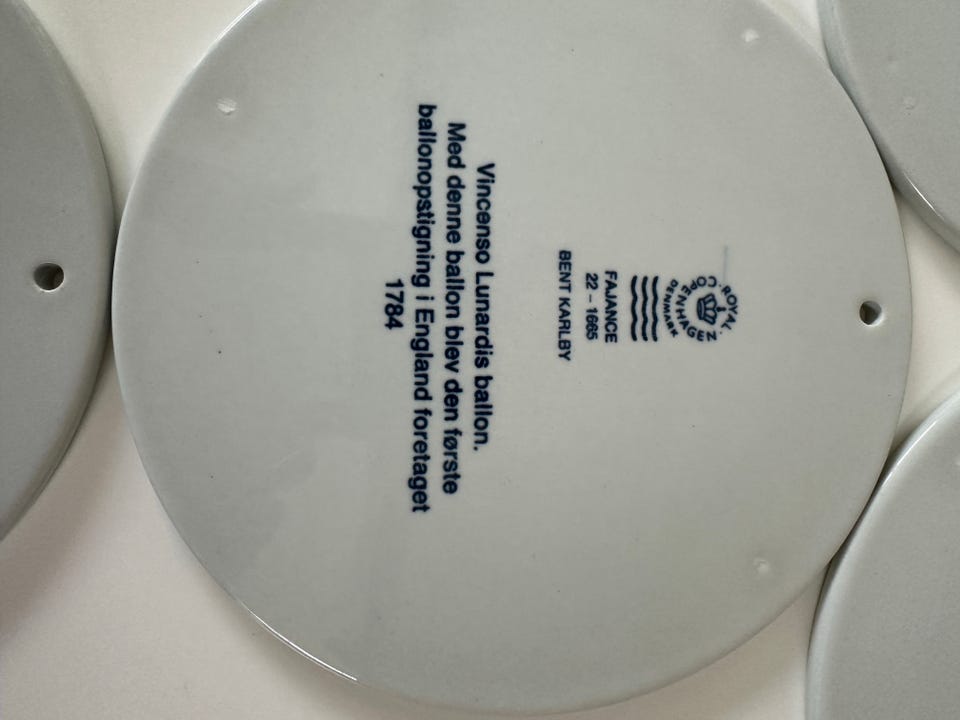 ROYAL
COPENHAGEN
DENMARK
FAJANCE
22 – 1665
BENT KARLBY
Vincenso Lunardis ballon.
Med denne ballon blev den første
ballonopstigning i England foretaget
1784